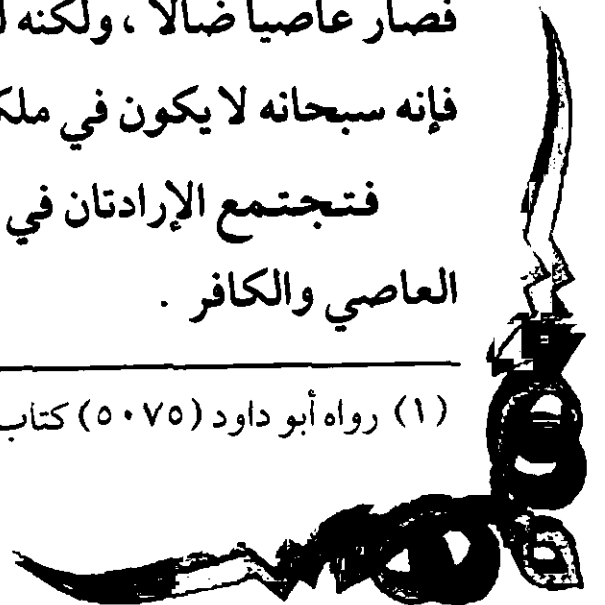 فصار عاصيا ضالا ، ولكنه
فإنه سبحانه لا يكون في
فتجتمع الإرادتان في
العاصي والكافر .
(١) رواه أبو داود (٥٠٧٥) كتاب